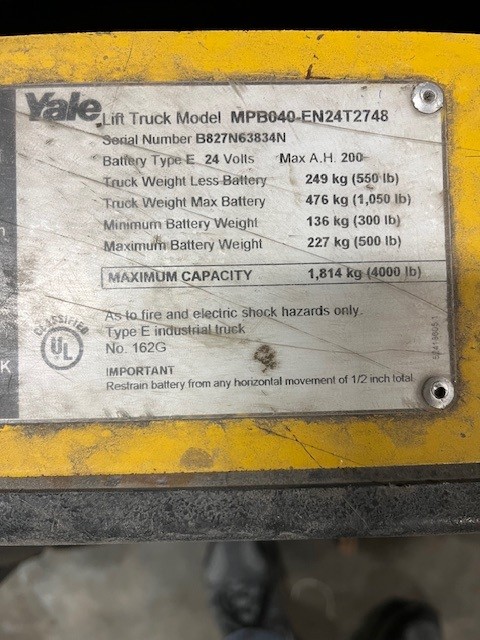 Yale Lift Truck Model MPB040-EN24T2748
Serial Number B827N63834N
Battery Type E 24 Volts Max A.H. 200
Truck Weight Less Battery 249 kg (550 lb)
Truck Weight Max Battery 476 kg (1,050 lb)
Minimum Battery Weight 136 kg (300 lb)
Maximum Battery Weight 227 kg (500 lb)
MAXIMUM CAPACITY 1,814 kg (4000 lb)
As to fire and electric shock hazards only.
Type E industrial truck
No. 162G
CLASSIFIED
UL
K
IMPORTANT
Restrain battery from any horizontal movement of 1/2 inch total